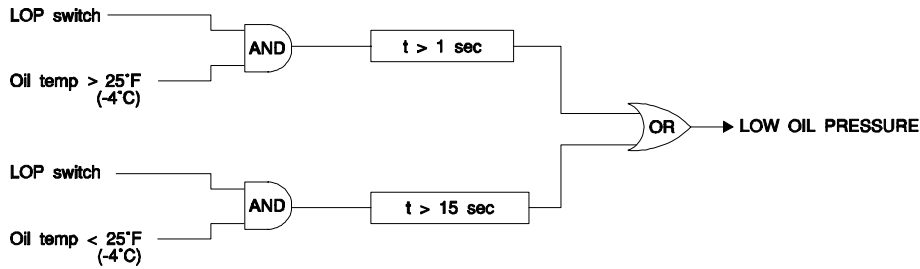 LOP switch
AND
t > 1 sec
Oil temp > 25°F
(-4°C)
OR
LOW OIL PRESSURE
LOP switch
AND
t > 15 sec
Oil temp < 25°F
(-4°C)